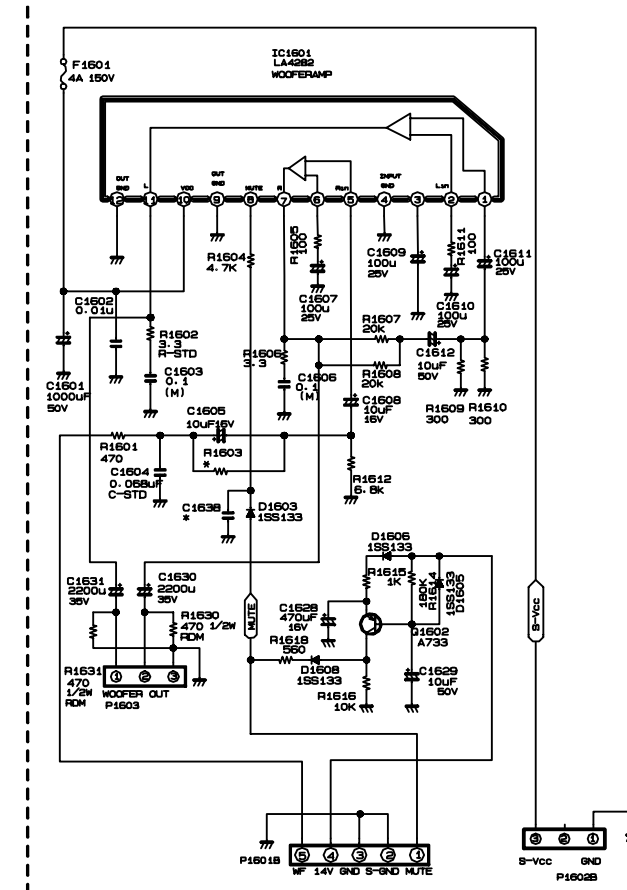 IC1601
LA4282
WOOFERAMP
F1601
4A 150V
OUT
GND
L
VCC
OUT
GND
MUTE
R
Rin
INPUT
GND
Lin
12
11
10
9
8
7
6
5
4
3
2
1
R1604
4.7K
R1605
100
C1607
100u
25V
C1609
100u
25V
R1611
100
C1610
100u
25V
C1611
100u
25V
C1602
0.01u
C1601
1000uF
50V
R1602
3.3
R-STD
C1603
0.1
(M)
R1606
3.3
C1606
0.1
(M)
R1607
20k
R1608
20k
C1612
10uF
50V
R1609
300
R1610
300
C1608
10uF
16V
C1605
10uF16V
R1601
470
R1603
*
C1604
0.068uF
C-STD
R1612
6.8k
C1638
*
D1603
1SS133
D1606
1SS133
R1615
1K
R1614
180K
D1605
1SS133
C1631
2200u
35V
C1630
2200u
35V
R1630
470 1/2W
RDM
MUTE
C1628
470uF
16V
R1618
560
Q1602
A733
D1608
1SS133
R1616
10K
C1629
10uF
50V
S-Vcc
R1631
470
1/2W
RDM
1 2 3
WOOFER OUT
P1603
P1601B
5 4 3 2 1
WF 14V GND S-GND MUTE
3 2 1
S-Vcc GND
P1602B